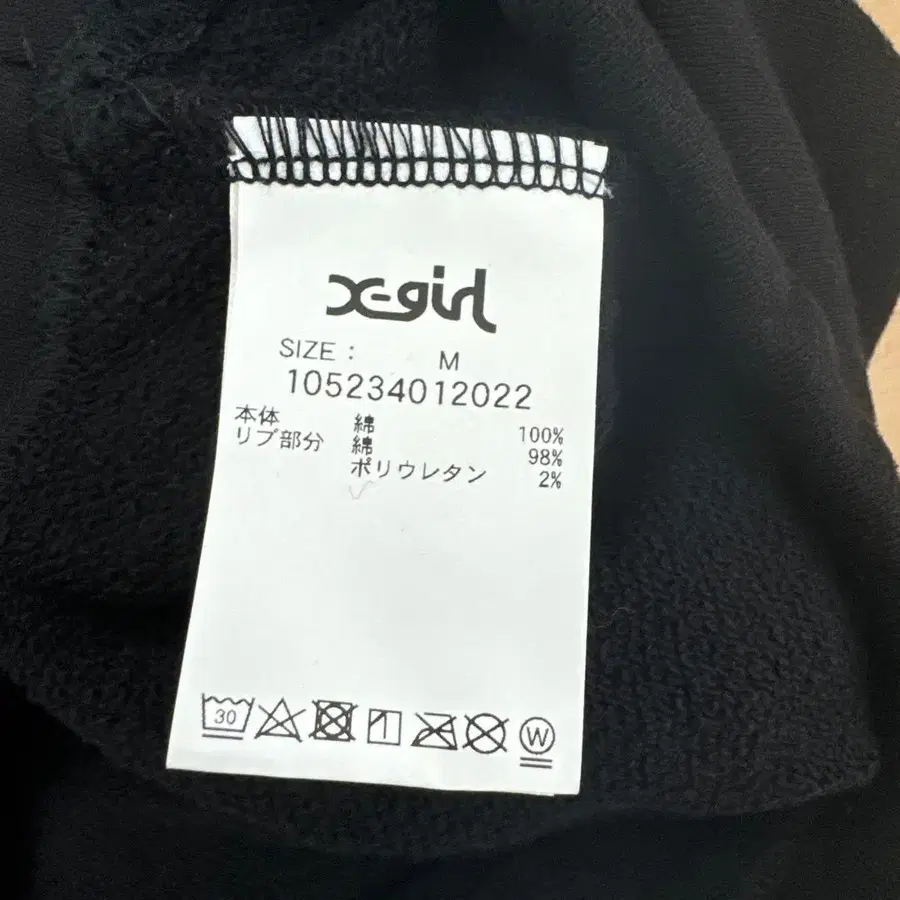 X-girl
SIZE : M
105234012022
本体 綿 100%
リブ部分 綿 98%
ポリウレタン 2%
30
W